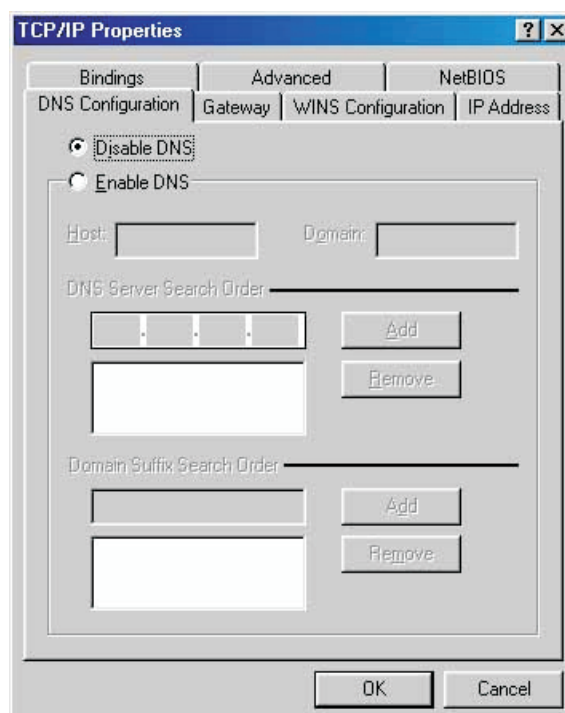 TCP/IP Properties
Bindings Advanced NetBIOS
DNS Configuration Gateway WINS Configuration IP Address
Disable DNS
Enable DNS
Host: Domain:
DNS Server Search Order
Add
Remove
Domain Suffix Search Order
Add
Remove
OK Cancel